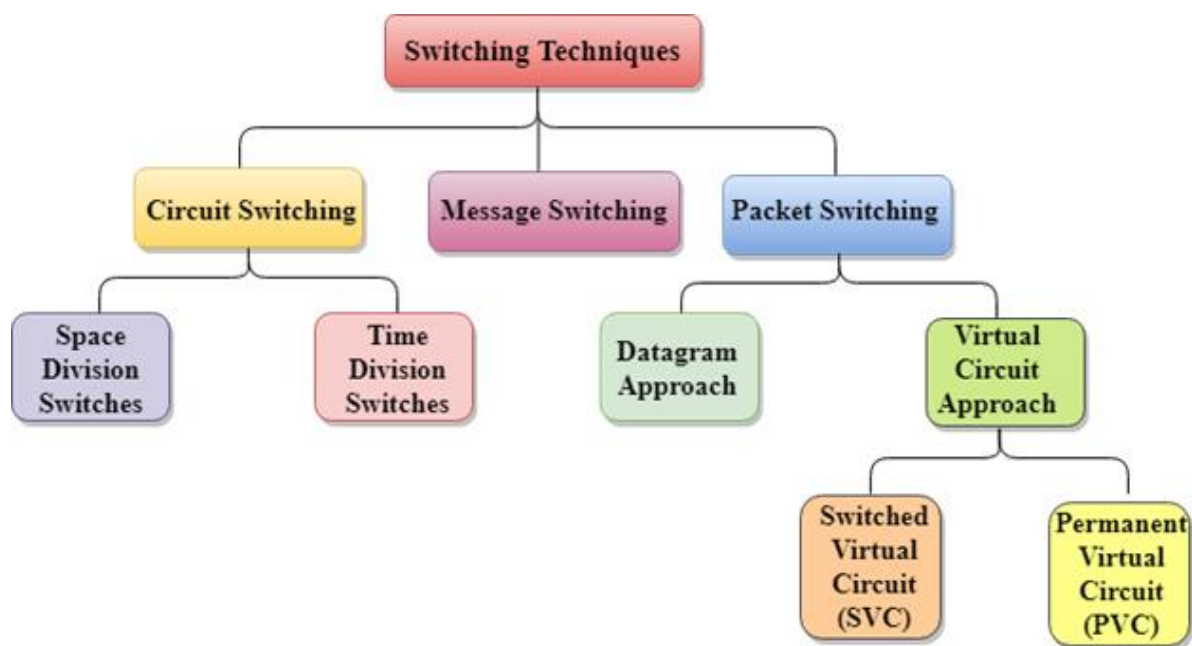 Switching Techniques
Circuit Switching
Message Switching
Packet Switching
Space
Division
Switches
Time
Division
Switches
Datagram
Approach
Virtual
Circuit
Approach
Switched
Virtual
Circuit
(SVC)
Permanent
Virtual
Circuit
(PVC)